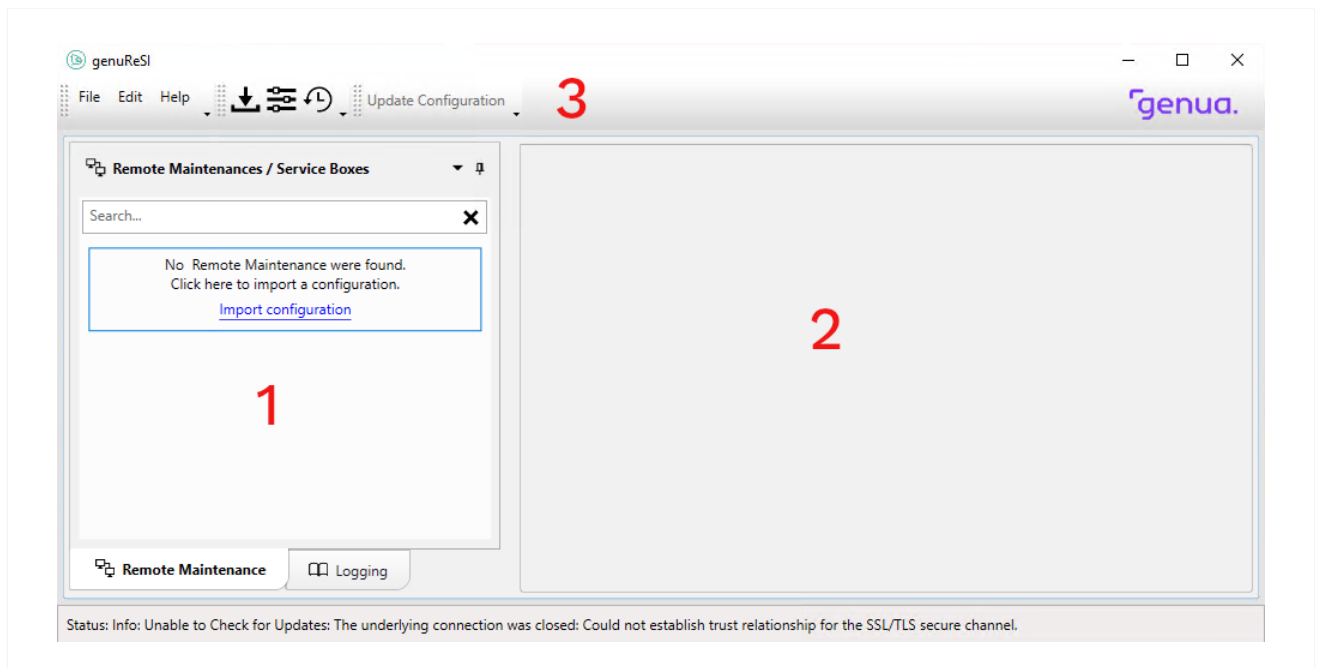 genuReSI
File Edit Help Update Configuration 3 genua.
Remote Maintenances / Service Boxes
Search...
No Remote Maintenance were found.
Click here to import a configuration.
Import configuration
1
2
Remote Maintenance Logging
Status: Info: Unable to Check for Updates: The underlying connection was closed: Could not establish trust relationship for the SSL/TLS secure channel.